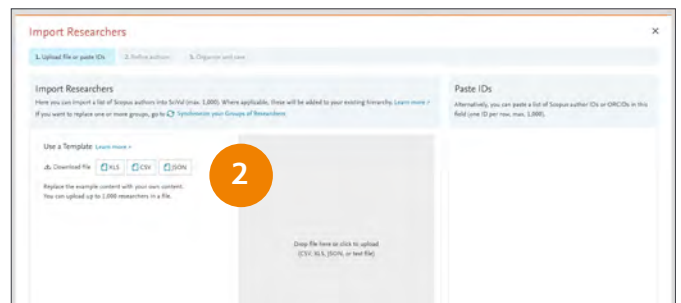 Import Researchers
×
1. Upload file or paste IDs
2. Refine authors
3. Organize and save
Import Researchers
Here you can import a list of Scopus authors into SciVal (max. 1,000). Where applicable, these will be added to your existing hierarchy. Learn more >
If you want to replace one or more groups, go to Synchronize your Groups of Researchers
Paste IDs
Alternatively, you can paste a list of Scopus author IDs or ORCIDs in this
field (one ID per row, max. 1,000).
Use a Template Learn more >
Download file XLS CSV JSON
Replace the example content with your own content.
You can upload up to 1,000 researchers in a file.
2
Drop file here or click to upload
(CSV, XLS, JSON, or text file)